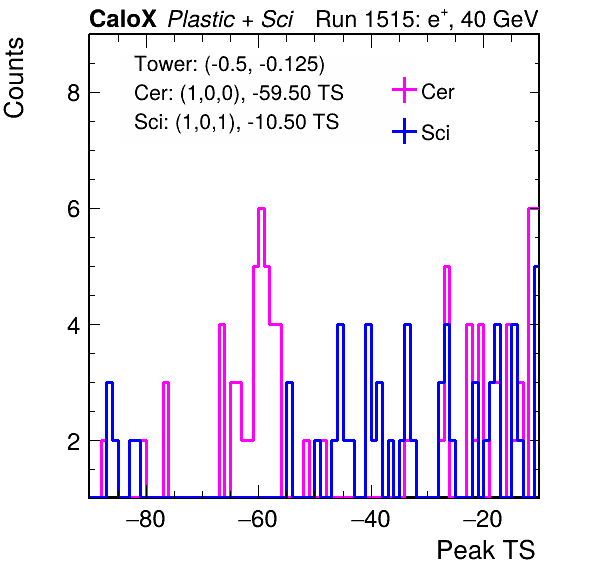 CaloX Plastic + Sci Run 1515: e+, 40 GeV
Counts
Tower: (-0.5, -0.125)
Cer: (1,0,0), -59.50 TS
Sci: (1,0,1), -10.50 TS
Cer
Sci
8
6
4
2
−80 −60 −40 −20
Peak TS